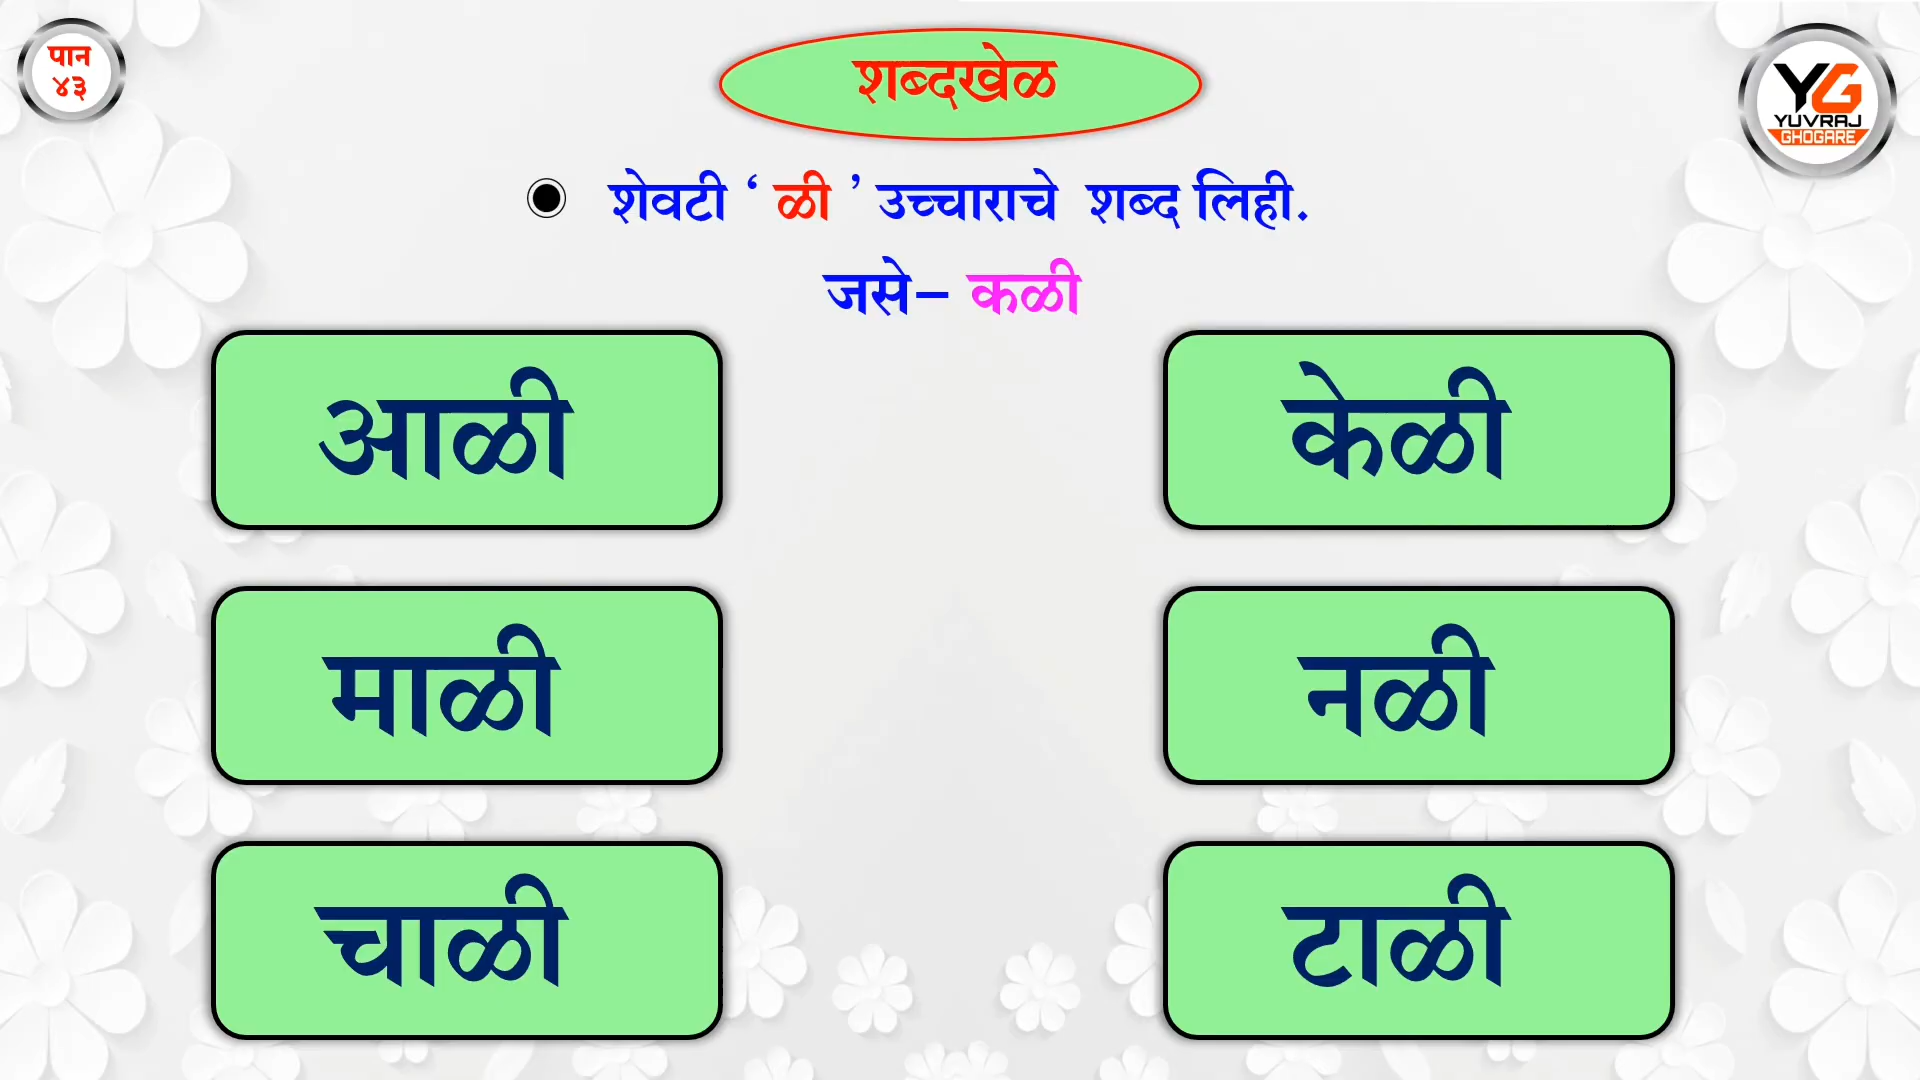 पान
४३
शब्दखेळ
YG
YUVRAJ
GHOGARE
शेवटी ‘ ळी ’ उच्चाराचे शब्द लिही.
जसे– कळी
आळी
केळी
माळी
नळी
चाळी
टाळी